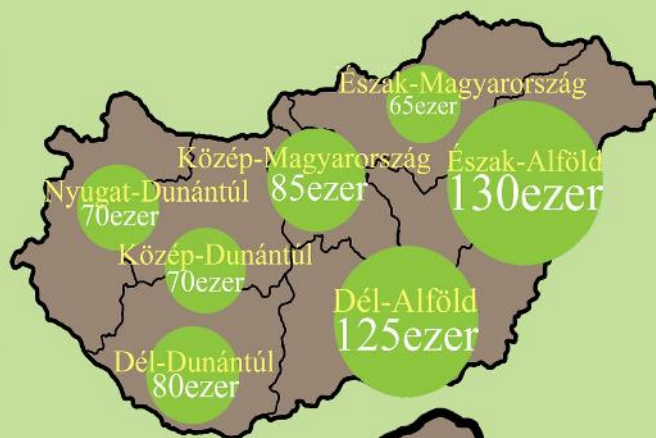 Észak-Magyarország
65ezer
Közép-Magyarország
85ezer
Észak-Alföld
130ezer
Nyugat-Dunántúl
70ezer
Közép-Dunántúl
70ezer
Dél-Alföld
125ezer
Dél-Dunántúl
80ezer